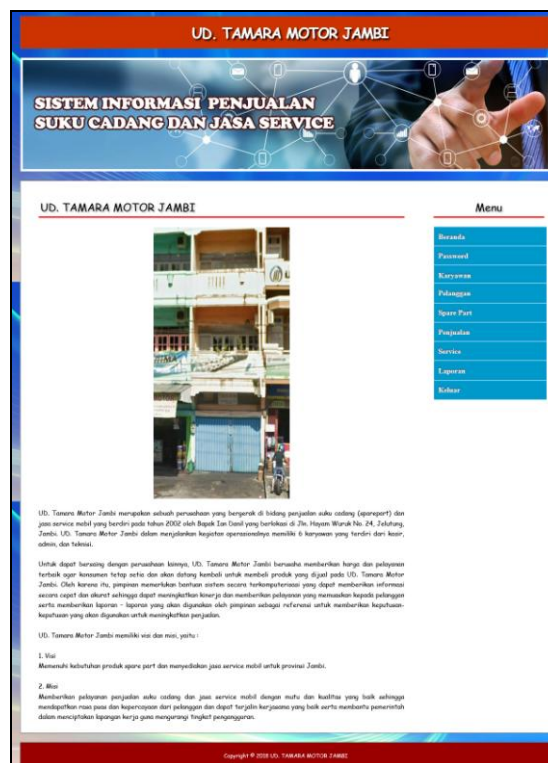 UD. TAMARA MOTOR JAMBI
SISTEM INFORMASI PENJUALAN
SUKU CADANG DAN JASA SERVICE
UD. TAMARA MOTOR JAMBI
Menu
Beranda
Password
Karyawan
Pelanggan
Spare Part
Penjualan
Service
Laporan
Keluar
UD. Tamara Motor Jambi merupakan sebuah perusahaan yang bergerak di bidang penjualan suku cadang (sparepart) dan
jasa service mobil yang berdiri pada tahun 2002 oleh Bapak Ian Danil yang berlokasi di Jln. Hayam Wuruk No. 24, Jelutung,
Jambi. UD. Tamara Motor Jambi dalam menjalankan kegiatan operasionalnya memiliki 6 karyawan yang terdiri dari kasir,
admin, dan teknisi.
Untuk dapat bersaing dengan perusahaan lainnya, UD. Tamara Motor Jambi berusaha memberikan harga dan pelayanan
terbaik agar konsumen tetap setia dan akan datang kembali untuk membeli produk yang dijual pada UD. Tamara Motor
Jambi. Oleh karena itu, pimpinan memerlukan bantuan sistem secara terkomputerisasi yang dapat memberikan informasi
secara cepat dan akurat sehingga dapat meningkatkan kinerja dan memberikan pelayanan yang memuaskan kepada pelanggan
serta memberikan laporan - laporan yang akan digunakan oleh pimpinan sebagai referensi untuk memberikan keputusan-
keputusan yang akan digunakan untuk meningkatkan penjualan.
UD. Tamara Motor Jambi memiliki visi dan misi, yaitu :
1. Visi
Memenuhi kebutuhan produk spare part dan menyediakan jasa service mobil untuk provinsi Jambi.
2. Misi
Memberikan pelayanan penjualan suku cadang dan jasa service mobil dengan mutu dan kualitas yang baik sehingga
mendapatkan rasa puas dan kepercayaan dari pelanggan dan dapat terjalin kerjasama yang baik serta membantu pemerintah
dalam menciptakan lapangan kerja guna mengurangi tingkat pengangguran.
Copyright © 2018 UD. TAMARA MOTOR JAMBI